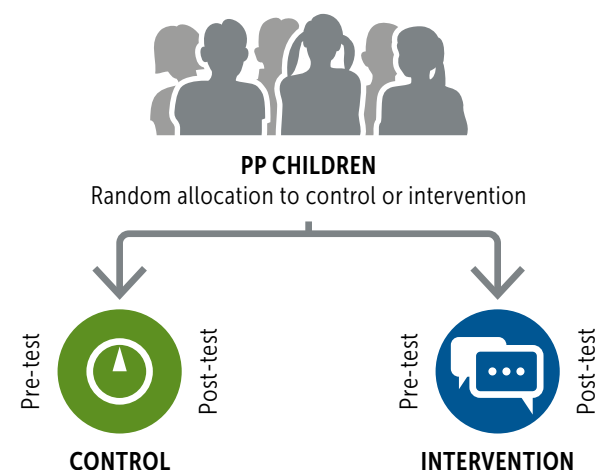 PP CHILDREN
Random allocation to control or intervention
Pre-test
Post-test
CONTROL
Pre-test
Post-test
INTERVENTION